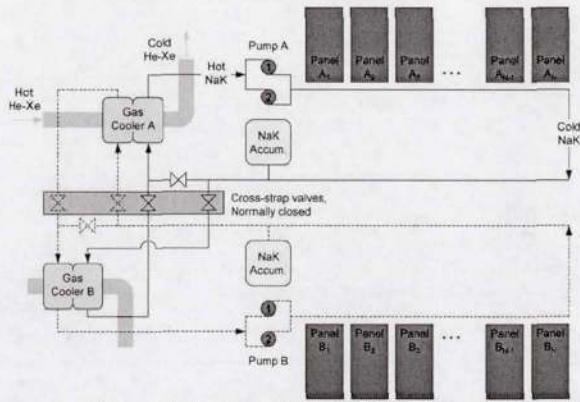 Cold
He-Xe
Hot
NaK
Pump A
1
2
Panel
A1
Panel
A2
Panel
A3
...
Panel
AN-1
Panel
AN
Hot
He-Xe
Gas
Cooler A
NaK
Accum.
Cold
NaK
Cross-strap valves,
Normally closed
Gas
Cooler B
NaK
Accum.
1
2
Pump B
Panel
B1
Panel
B2
Panel
B3
...
Panel
BN-1
Panel
BN